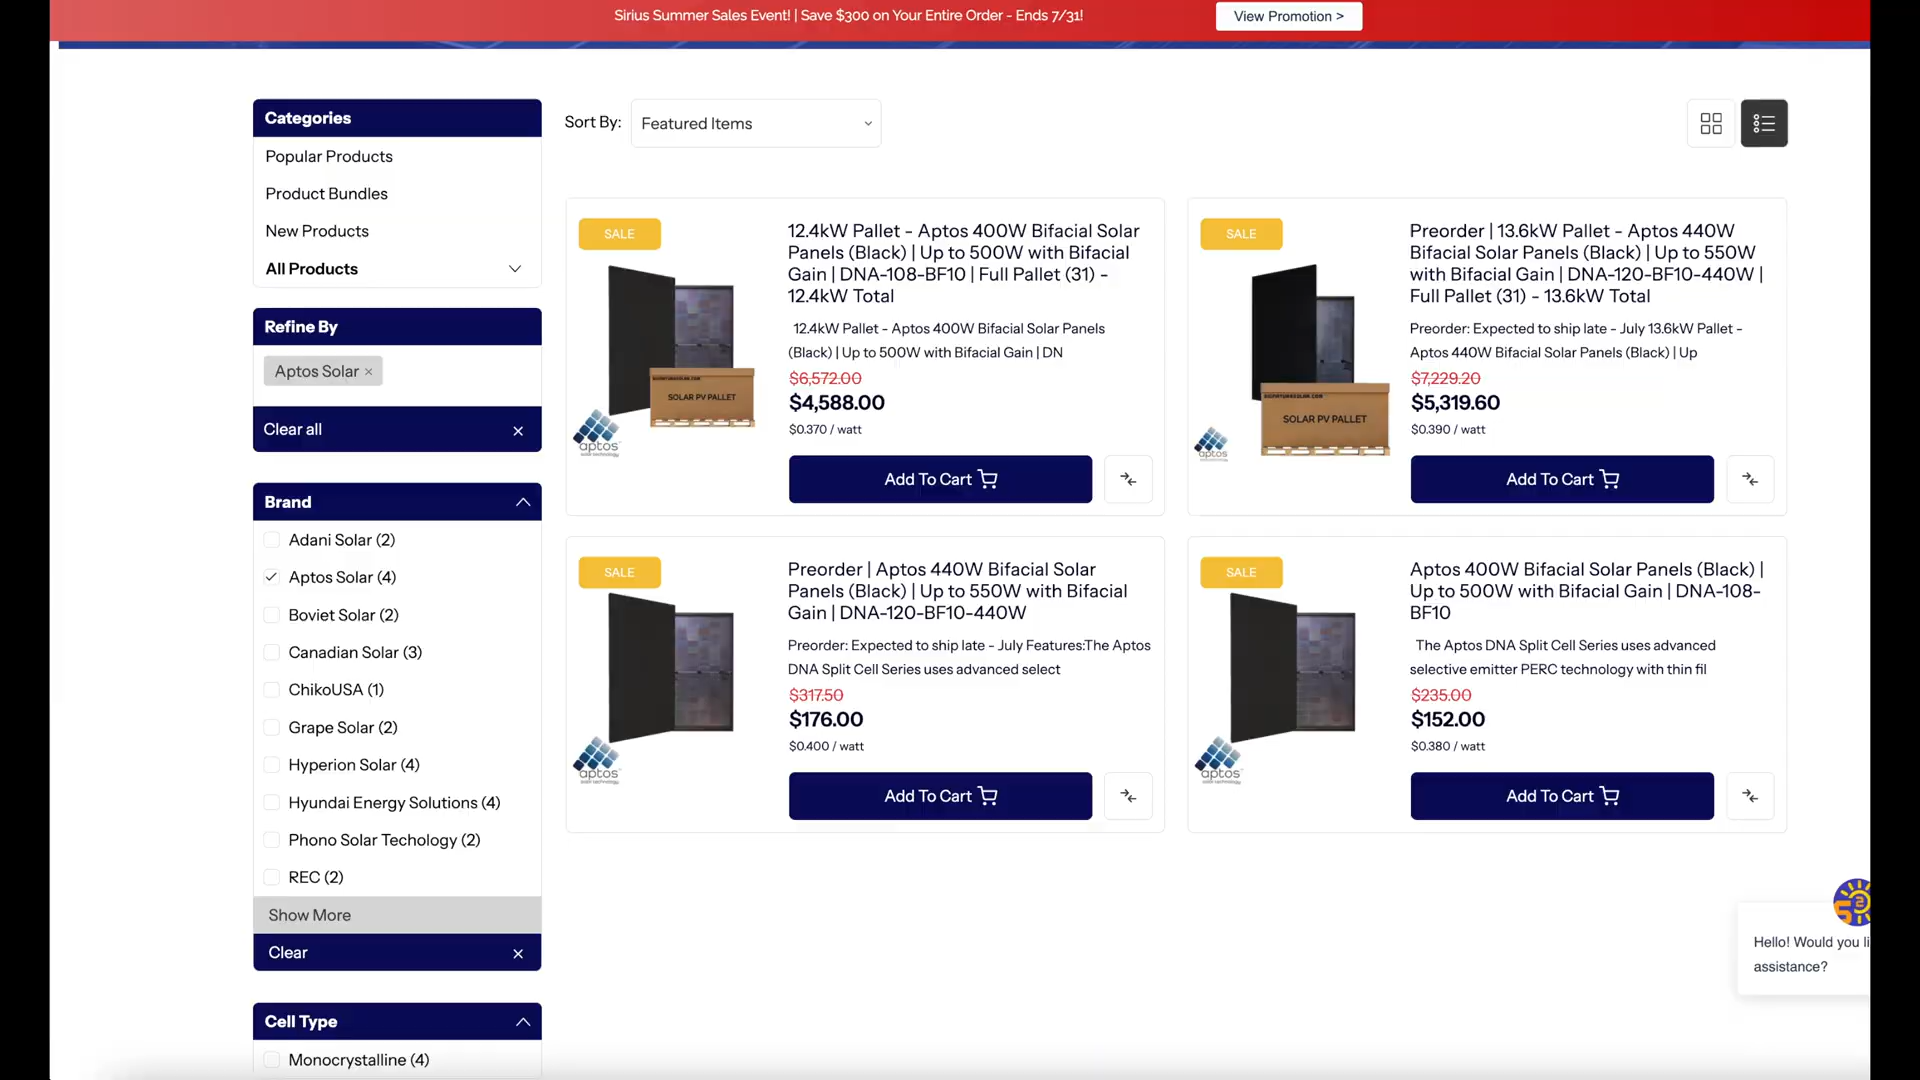 Sirius Summer Sales Event! | Save $300 on Your Entire Order - Ends 7/31!
View Promotion >
Categories
Popular Products
Product Bundles
New Products
All Products
Refine By
Aptos Solar ×
Clear all ×
Brand
Adani Solar (2)
Aptos Solar (4)
Boviet Solar (2)
Canadian Solar (3)
ChikoUSA (1)
Grape Solar (2)
Hyperion Solar (4)
Hyundai Energy Solutions (4)
Phono Solar Techology (2)
REC (2)
Show More
Clear ×
Cell Type
Monocrystalline (4)
Sort By:
Featured Items
SALE
SOLAR PV PALLET
aptos
12.4kW Pallet - Aptos 400W Bifacial Solar
Panels (Black) | Up to 500W with Bifacial
Gain | DNA-108-BF10 | Full Pallet (31) -
12.4kW Total
12.4kW Pallet - Aptos 400W Bifacial Solar Panels
(Black) | Up to 500W with Bifacial Gain | DN
$6,572.00
$4,588.00
$0.370 / watt
Add To Cart
SALE
SOLAR PV PALLET
aptos
Preorder | 13.6kW Pallet - Aptos 440W
Bifacial Solar Panels (Black) | Up to 550W
with Bifacial Gain | DNA-120-BF10-440W |
Full Pallet (31) - 13.6kW Total
Preorder: Expected to ship late - July 13.6kW Pallet -
Aptos 440W Bifacial Solar Panels (Black) | Up
$7,229.20
$5,319.60
$0.390 / watt
Add To Cart
SALE
aptos
Preorder | Aptos 440W Bifacial Solar
Panels (Black) | Up to 550W with Bifacial
Gain | DNA-120-BF10-440W
Preorder: Expected to ship late - July Features:The Aptos
DNA Split Cell Series uses advanced select
$317.50
$176.00
$0.400 / watt
Add To Cart
SALE
aptos
Aptos 400W Bifacial Solar Panels (Black) |
Up to 500W with Bifacial Gain | DNA-108-
BF10
The Aptos DNA Split Cell Series uses advanced
selective emitter PERC technology with thin fil
$235.00
$152.00
$0.380 / watt
Add To Cart
Hello! Would you li
assistance?